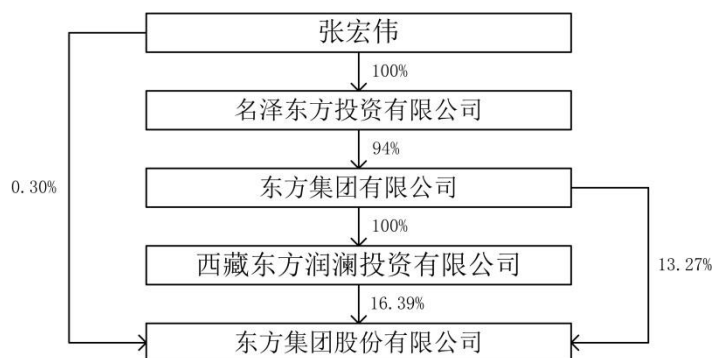 张宏伟
100%
名泽东方投资有限公司
94%
0.30%
东方集团有限公司
100%
西藏东方润澜投资有限公司
13.27%
16.39%
东方集团股份有限公司